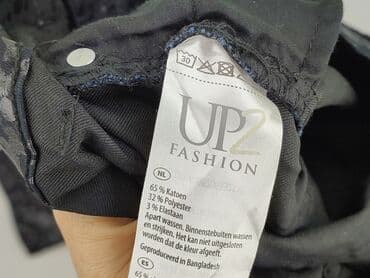 30
UP2
FASHION
NL
65 % Katoen
32 % Polyester
3 % Elastaan
Apart wassen. Binnenstebuiten wassen
en strijken. Het kan niet uitgesloten
worden dat de kleur afgeeft.
Geproduceerd in Bangladesh
ES